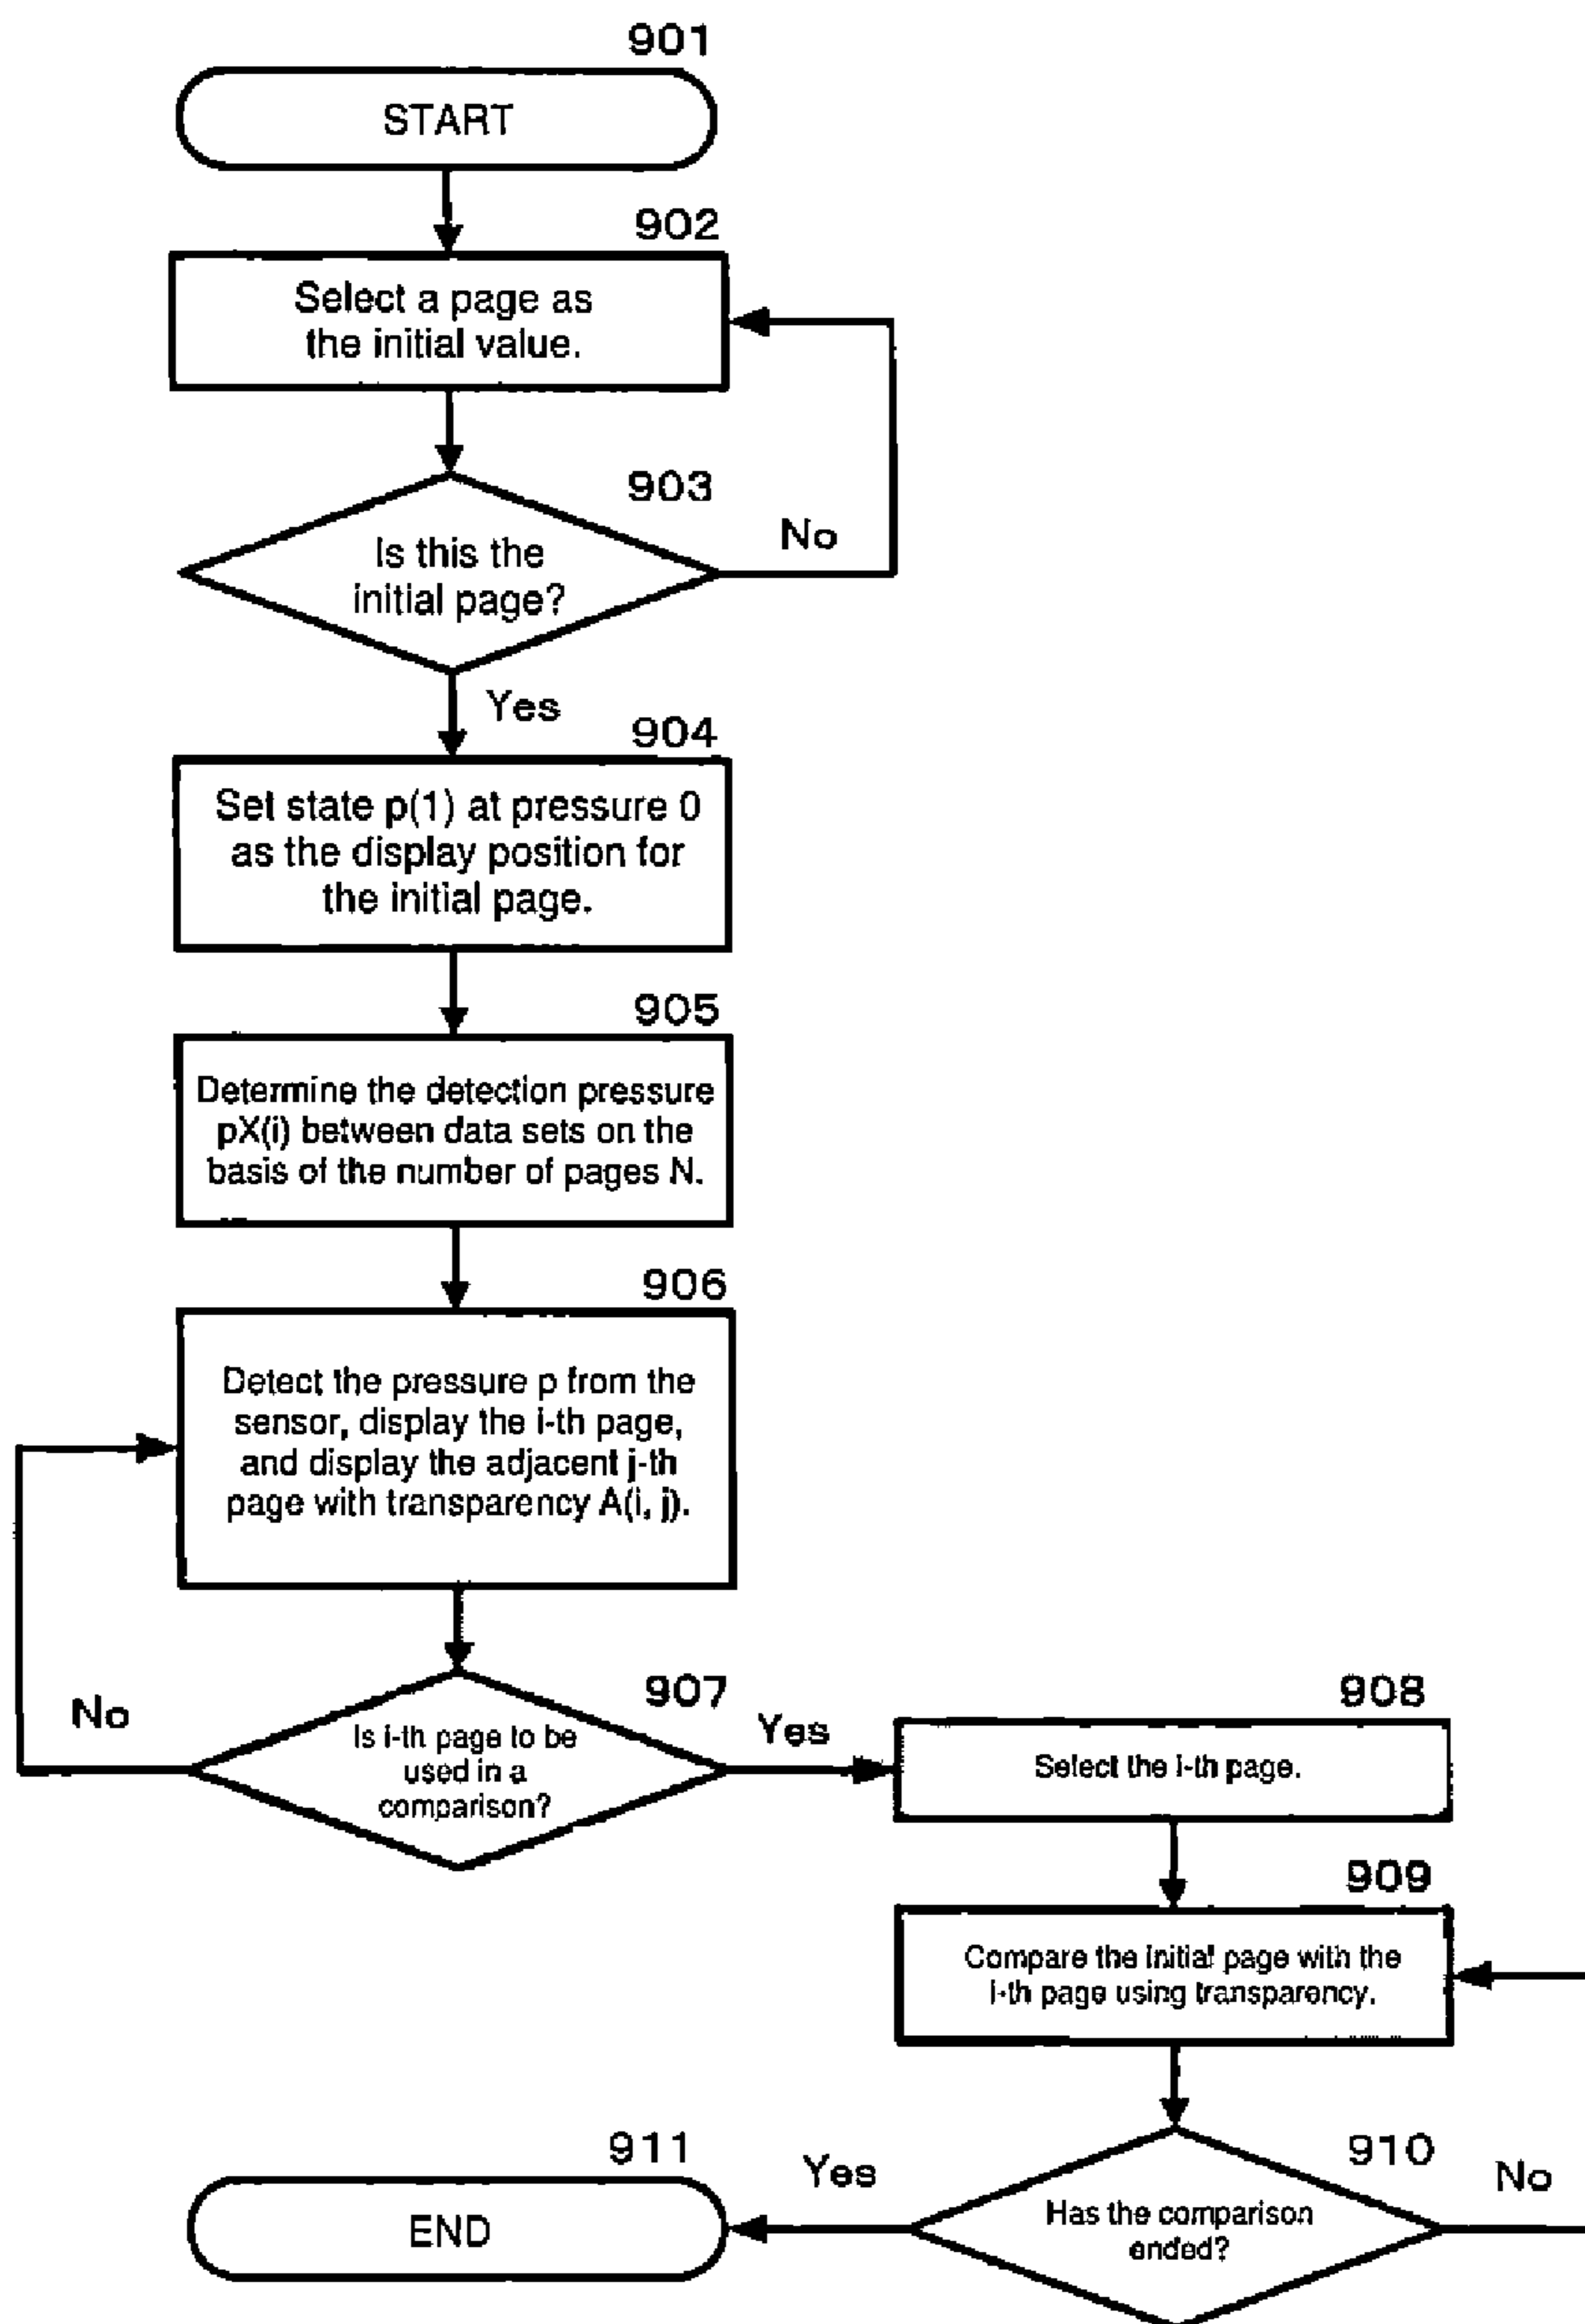 901
START
902
Select a page as
the initial value.
903
Is this the
initial page?
No
Yes
904
Set state p(1) at pressure 0
as the display position for
the initial page.
905
Determine the detection pressure
pX(i) between data sets on the
basis of the number of pages N.
906
Detect the pressure p from the
sensor, display the i-th page,
and display the adjacent j-th
page with transparency A(i, j).
907
Is i-th page to be
used in a
comparison?
No
Yes
908
Select the i-th page.
909
Compare the initial page with the
i-th page using transparency.
910
Has the comparison
ended?
No
Yes
911
END